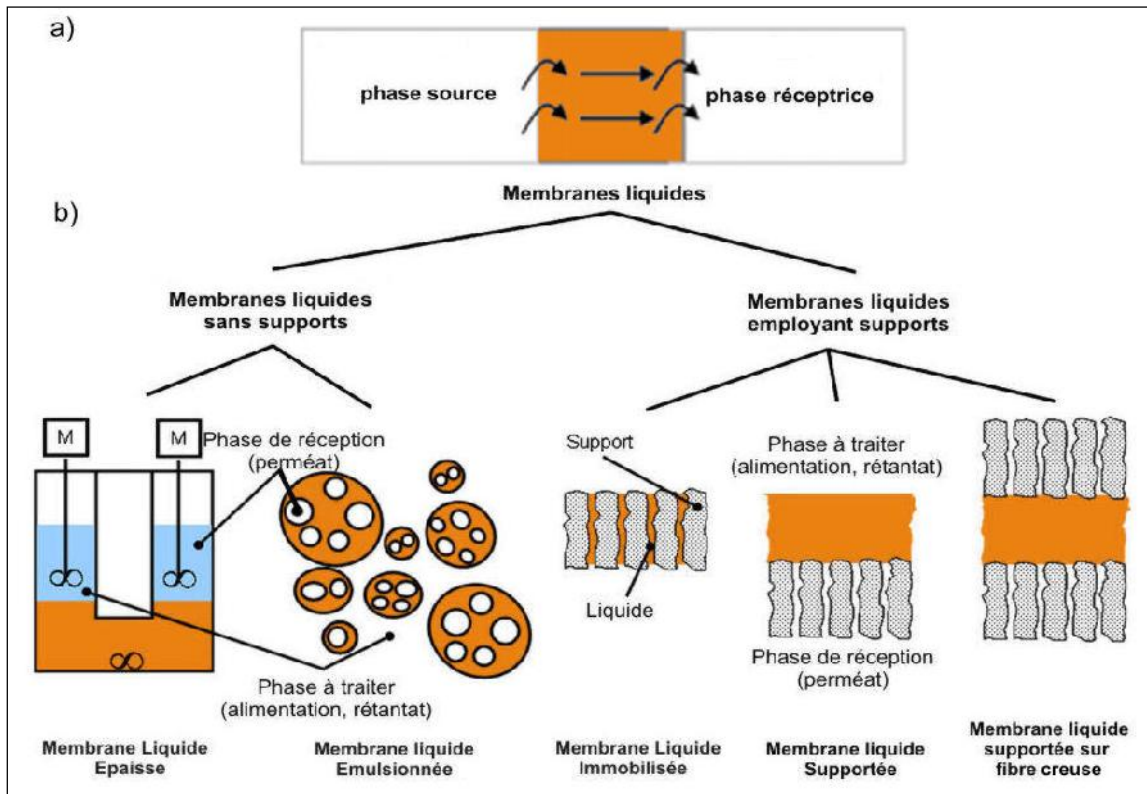 a)
phase source
phase réceptrice
Membranes liquides
b)
Membranes liquides
sans supports
Membranes liquides
employant supports
M
M
Phase de réception
(perméat)
Support
Liquide
Phase à traiter
(alimentation, rétantat)
Phase de réception
(perméat)
Phase à traiter
(alimentation, rétantat)
Membrane Liquide
Epaisse
Membrane liquide
Emulsionnée
Membrane Liquide
Immobilisée
Membrane liquide
Supportée
Membrane liquide
supportée sur
fibre creuse